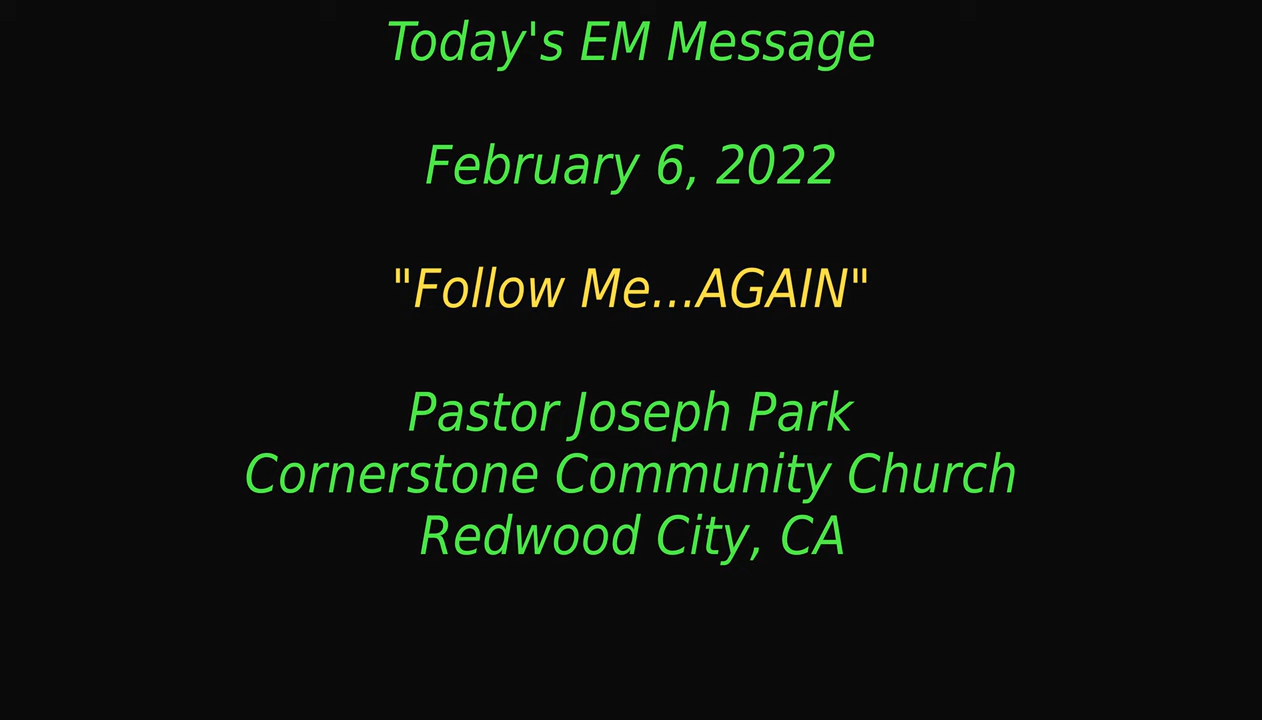 Today's EM Message
February 6, 2022
"Follow Me...AGAIN"
Pastor Joseph Park
Cornerstone Community Church
Redwood City, CA